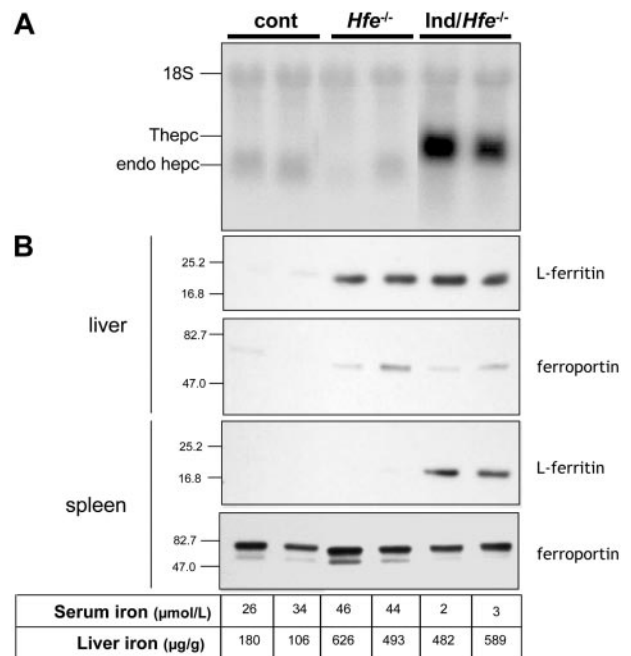 A
cont Hfe-/- Ind/Hfe-/-
18S
Thepc
endo hepc
B
liver
25.2
16.8
L-ferritin
82.7
47.0
ferroportin
spleen
25.2
16.8
L-ferritin
82.7
47.0
ferroportin
Serum iron (µmol/L) 26 34 46 44 2 3
Liver iron (µg/g) 180 106 626 493 482 589